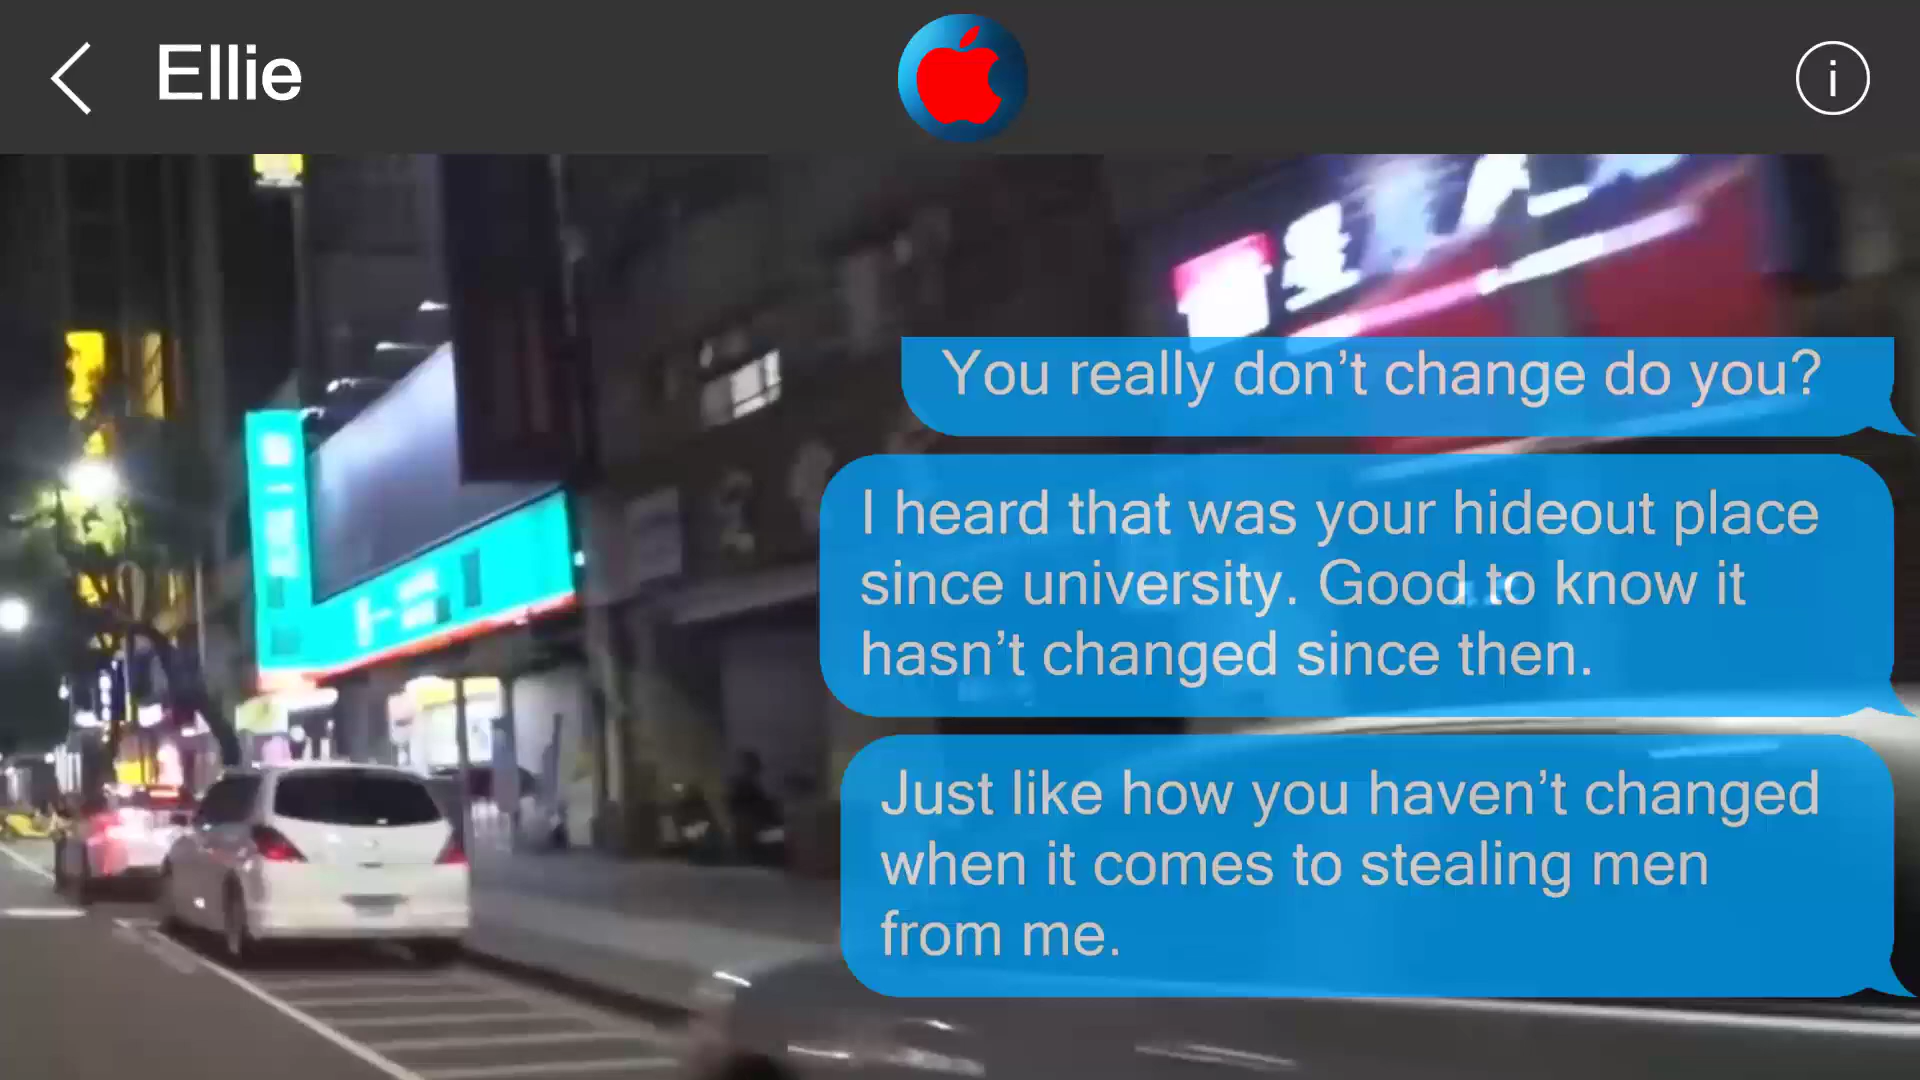 Ellie
You really don't change do you?
I heard that was your hideout place
since university. Good to know it
hasn't changed since then.
Just like how you haven't changed
when it comes to stealing men
from me.